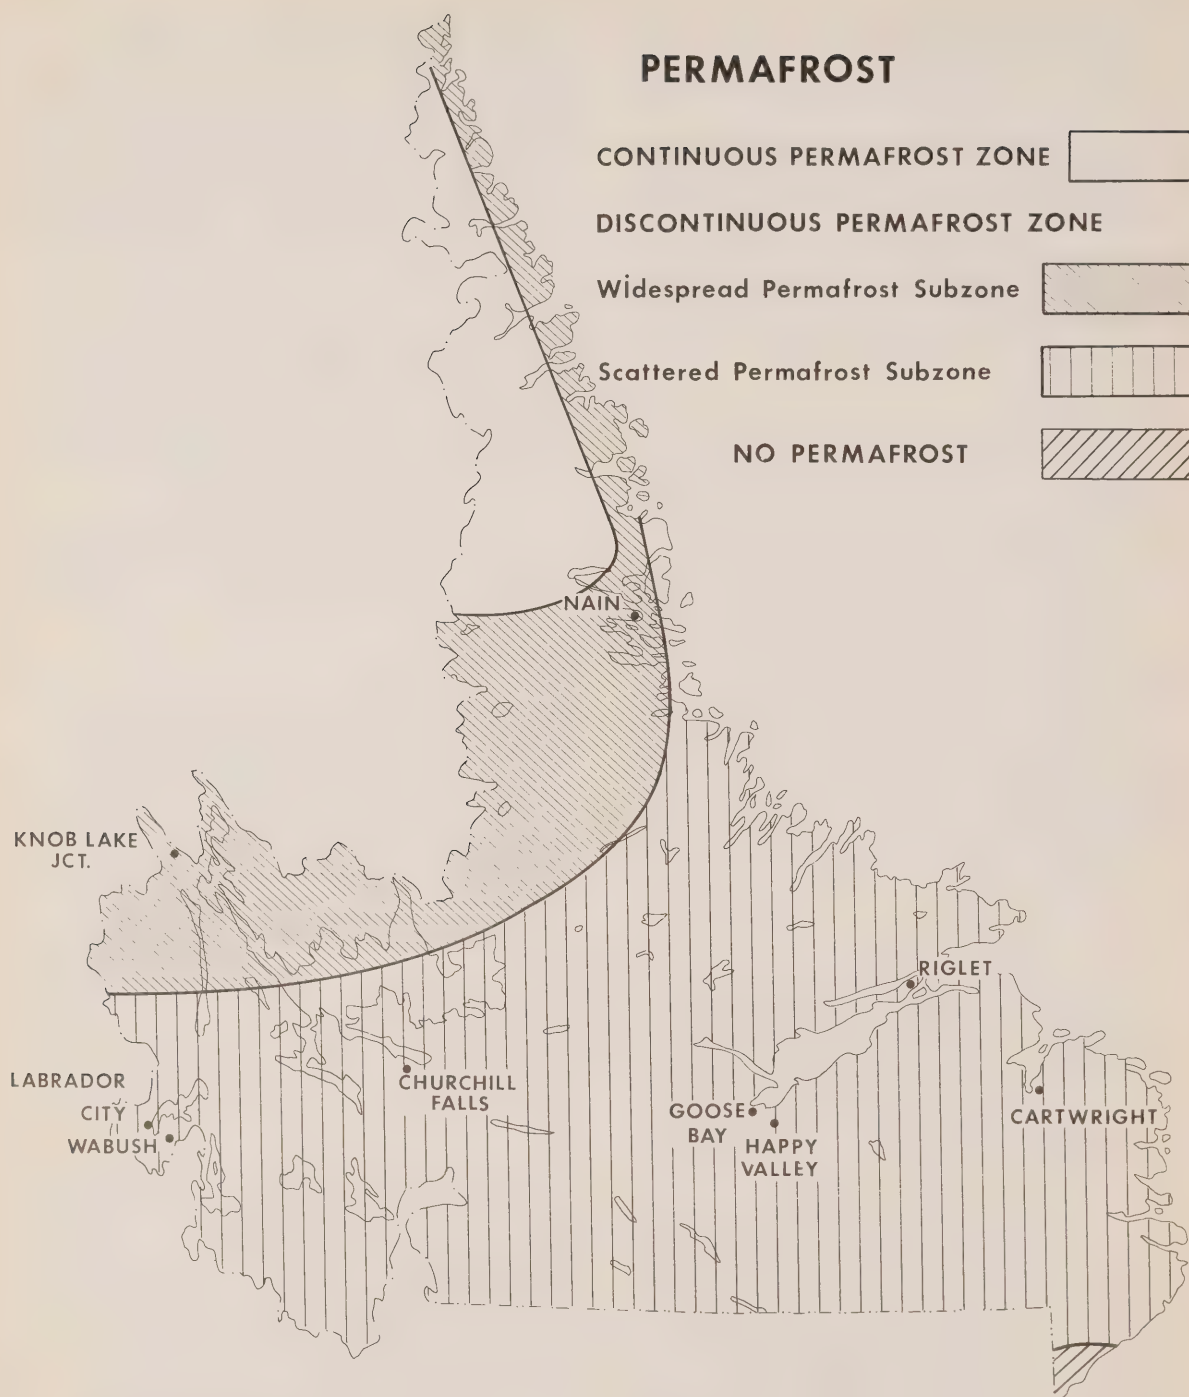 PERMAFROST
CONTINUOUS PERMAFROST ZONE
DISCONTINUOUS PERMAFROST ZONE
Widespread Permafrost Subzone
Scattered Permafrost Subzone
NO PERMAFROST
NAIN
KNOB LAKE
JCT.
RIGLET
LABRADOR
CITY
WABUSH
CHURCHILL
FALLS
GOOSE
BAY
HAPPY
VALLEY
CARTWRIGHT